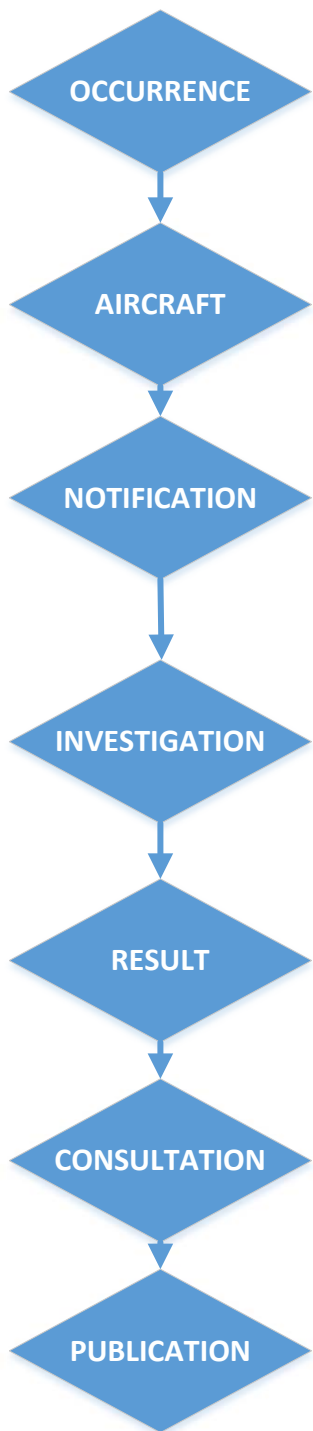 OCCURRENCE
AIRCRAFT
NOTIFICATION
INVESTIGATION
RESULT
CONSULTATION
PUBLICATION